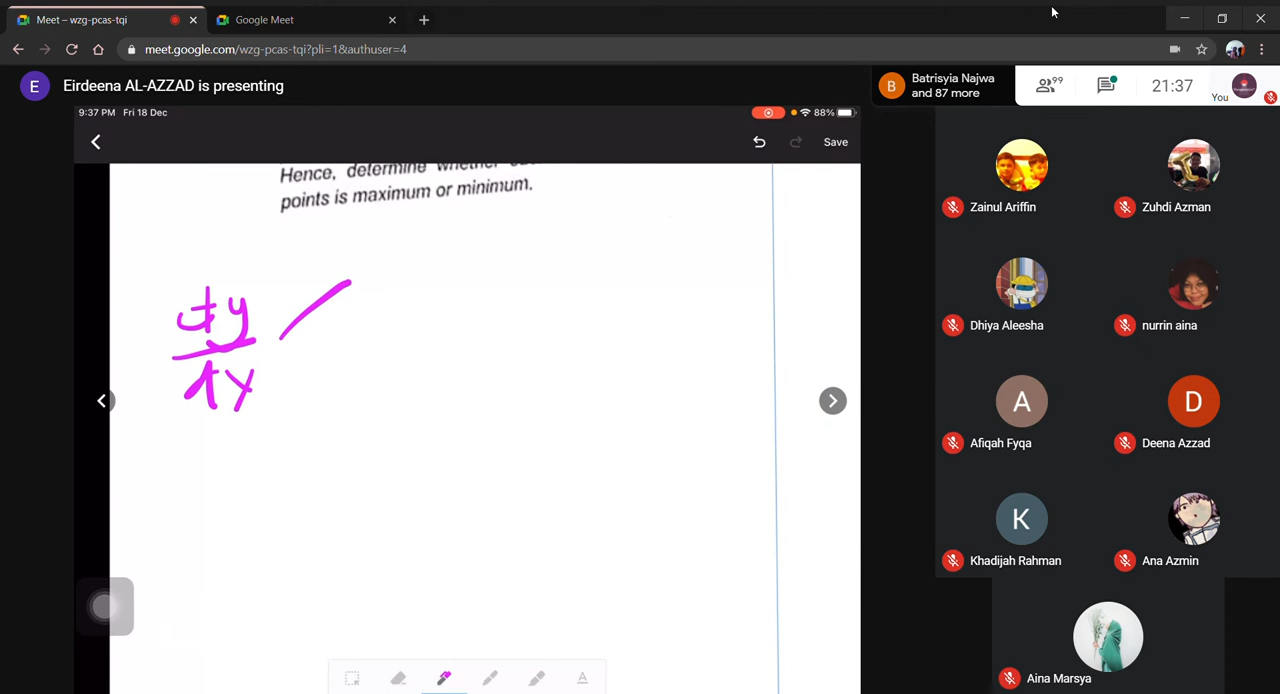 Meet – wzg-pcas-tqi
Google Meet
meet.google.com/wzg-pcas-tqi?pli=1&authuser=4
E
Eirdeena AL-AZZAD is presenting
B
Batrisyia Najwa
and 87 more
99
21:37
You
9:37 PM Fri 18 Dec
88%
Save
Hence, determine whether
points is maximum or minimum.
dy
dx
Zainul Ariffin
Zuhdi Azman
Dhiya Aleesha
nurrin aina
A
D
Afiqah Fyqa
Deena Azzad
K
Khadijah Rahman
Ana Azmin
Aina Marsya
A